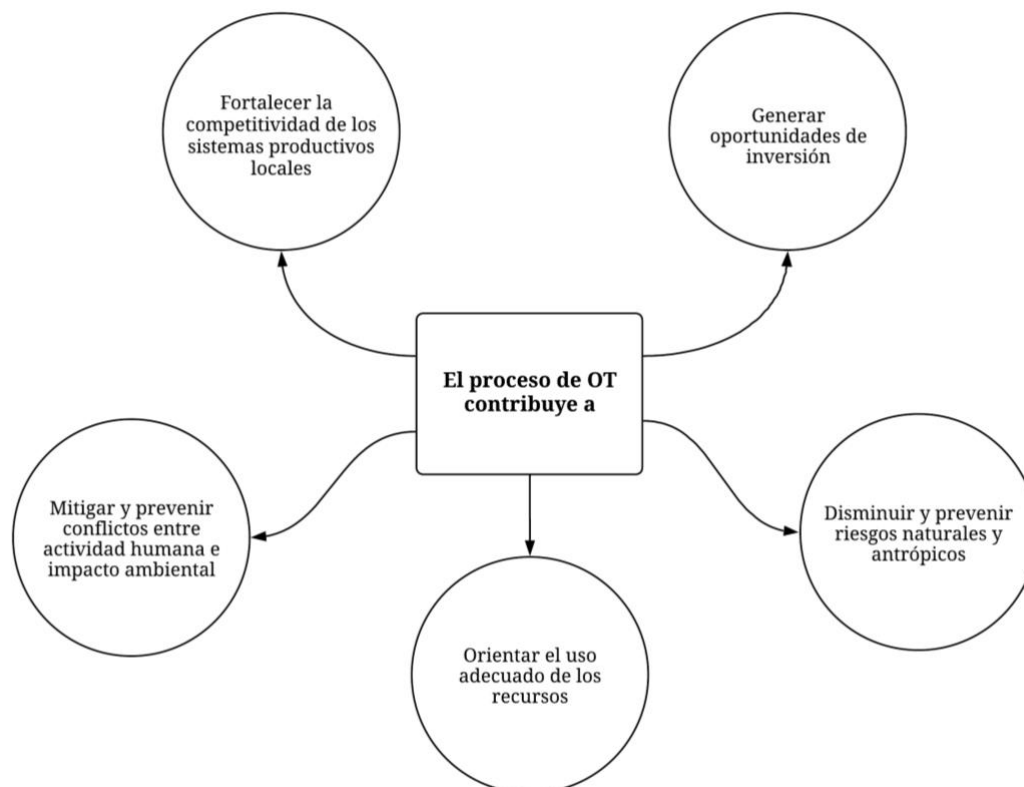 Fortalecer la
competitividad de los
sistemas productivos
locales
Generar
oportunidades de
inversión
El proceso de OT
contribuye a
Mitigar y prevenir
conflictos entre
actividad humana e
impacto ambiental
Disminuir y prevenir
riesgos naturales y
antrópicos
Orientar el uso
adecuado de los
recursos